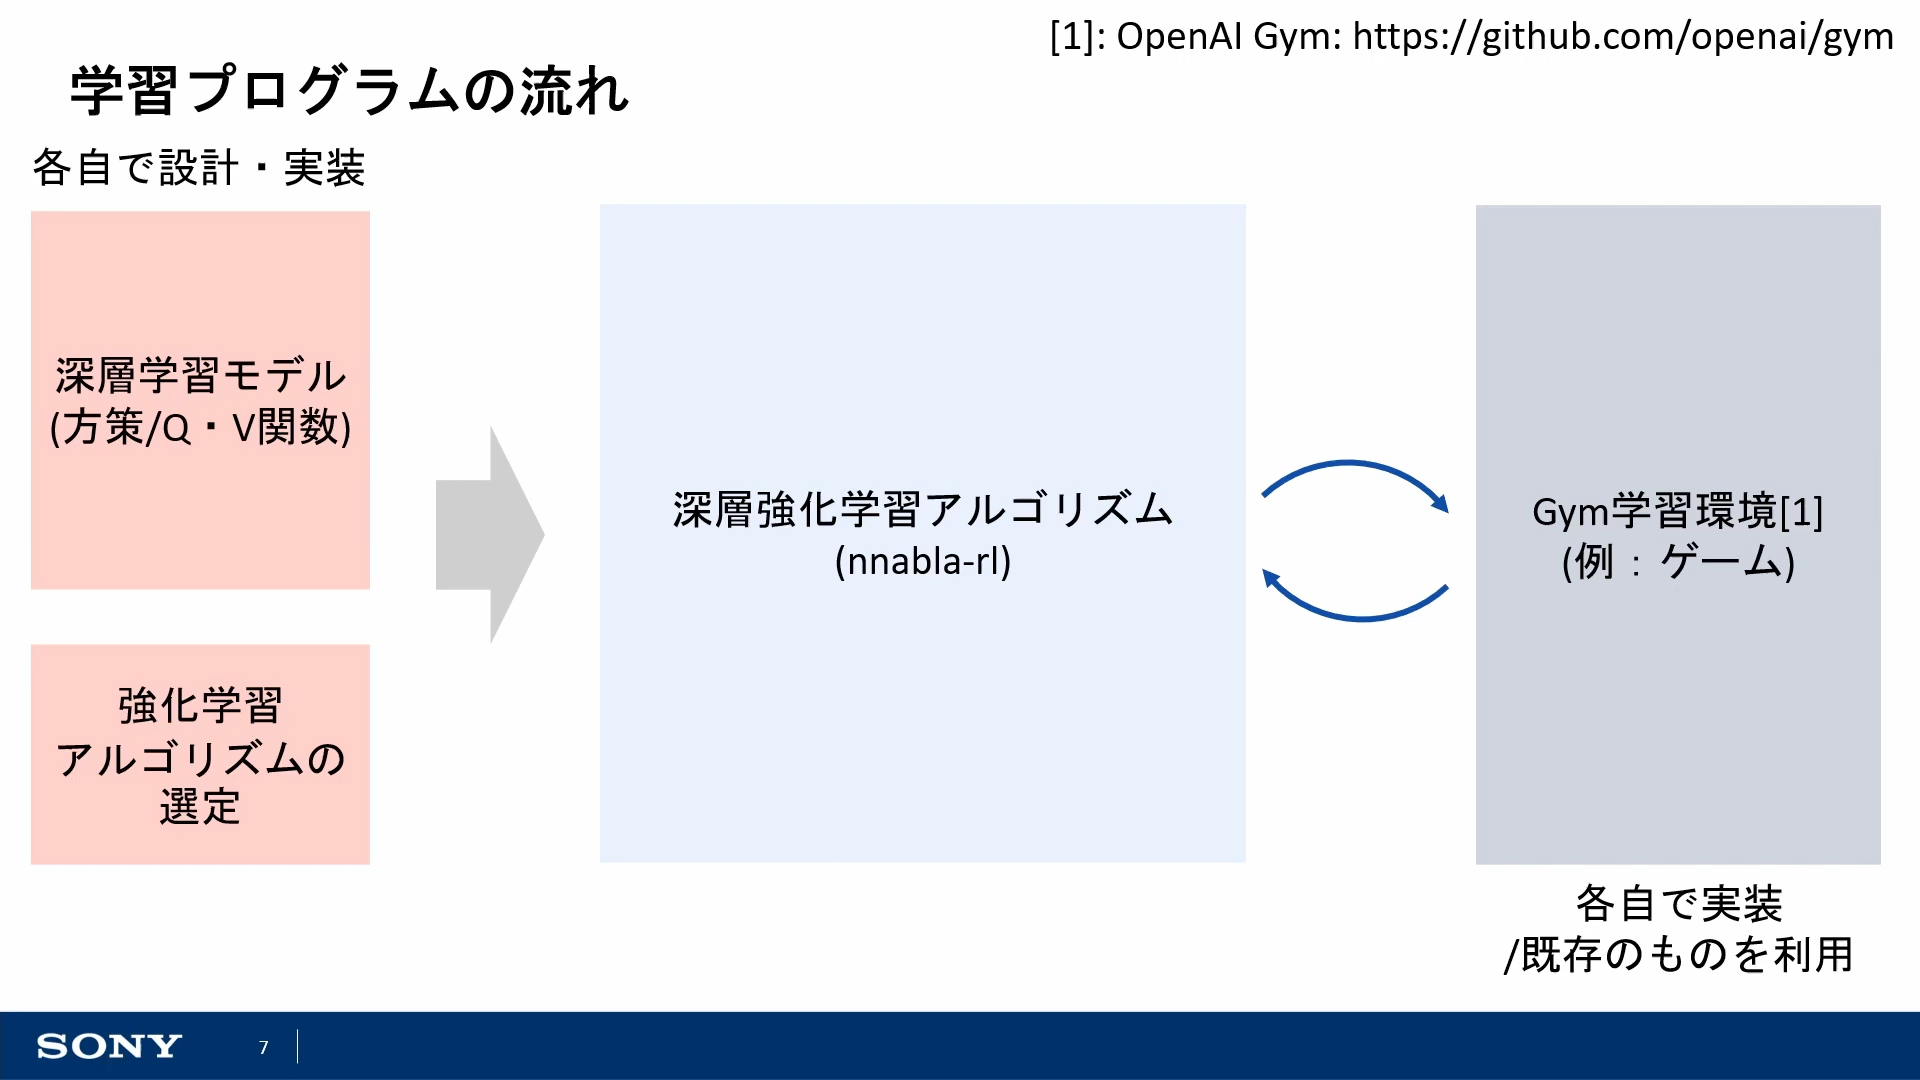 [1]: OpenAI Gym: https://github.com/openai/gym
学習プログラムの流れ
各自で設計・実装
深層学習モデル
(方策/Q・V関数)
強化学習
アルゴリズムの
選定
深層強化学習アルゴリズム
(nnabla-rl)
Gym学習環境[1]
(例：ゲーム)
各自で実装
/既存のものを利用
SONY
7